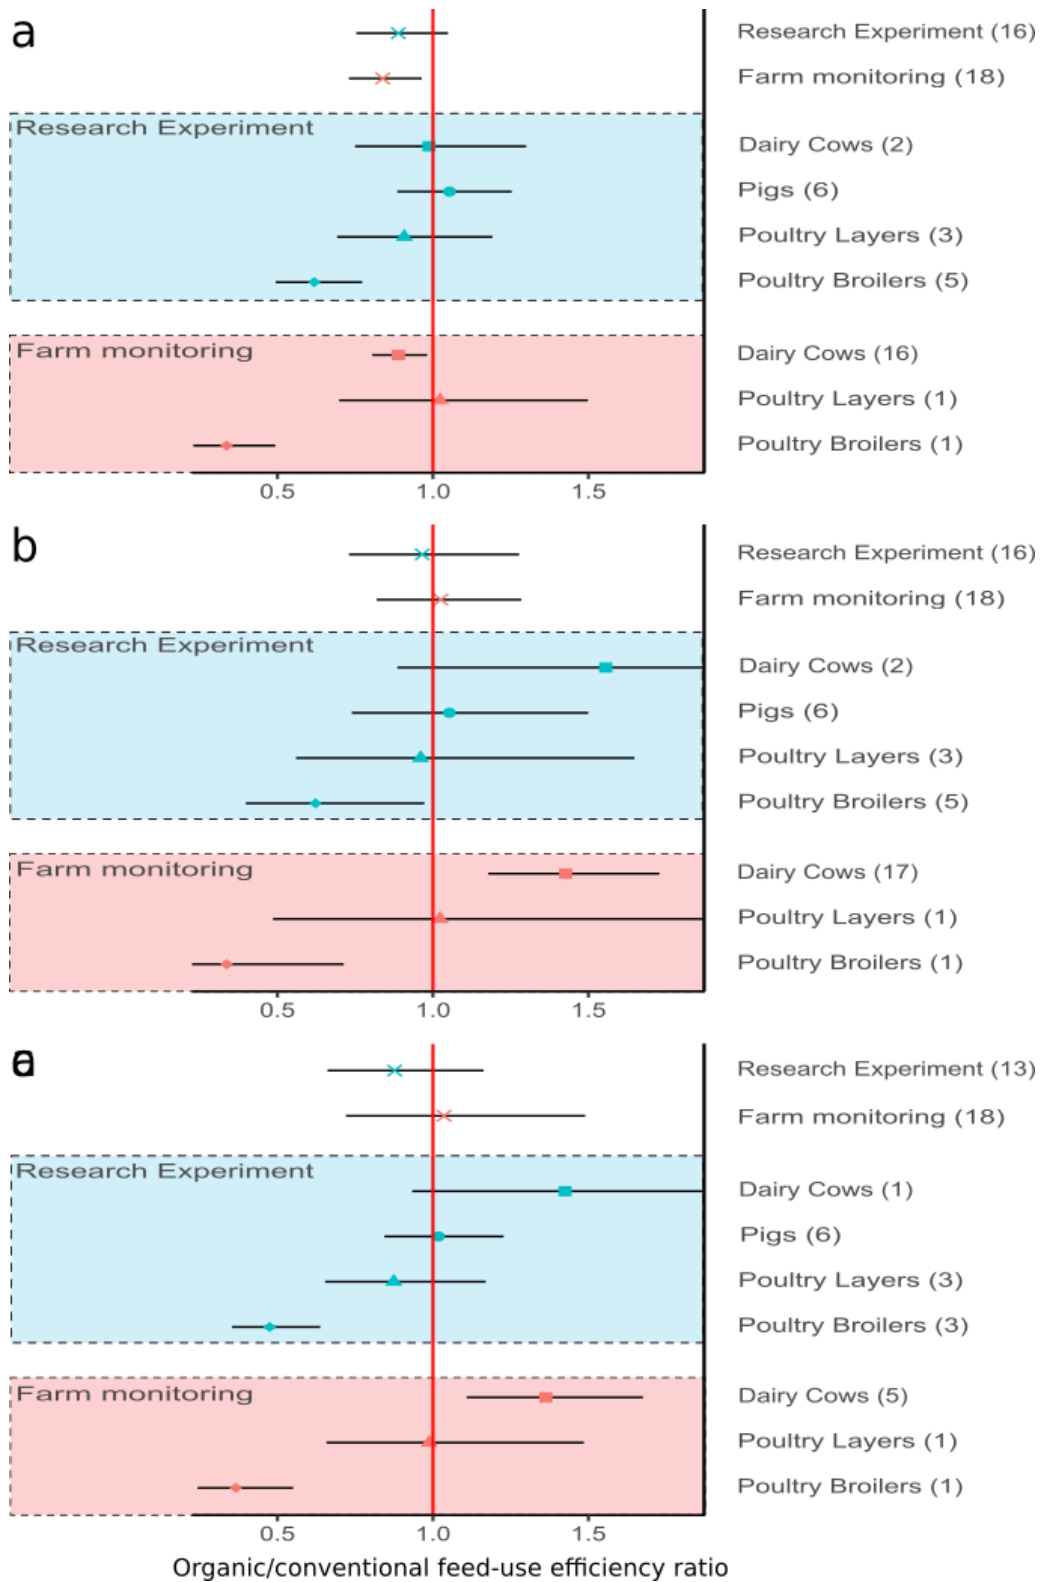 a
Research Experiment (16)
Farm monitoring (18)
Research Experiment
Dairy Cows (2)
Pigs (6)
Poultry Layers (3)
Poultry Broilers (5)
Farm monitoring
Dairy Cows (16)
Poultry Layers (1)
Poultry Broilers (1)
0.5 1.0 1.5
b
Research Experiment (16)
Farm monitoring (18)
Research Experiment
Dairy Cows (2)
Pigs (6)
Poultry Layers (3)
Poultry Broilers (5)
Farm monitoring
Dairy Cows (17)
Poultry Layers (1)
Poultry Broilers (1)
0.5 1.0 1.5
Research Experiment (13)
Farm monitoring (18)
Research Experiment
Dairy Cows (1)
Pigs (6)
Poultry Layers (3)
Poultry Broilers (3)
Farm monitoring
Dairy Cows (5)
Poultry Layers (1)
Poultry Broilers (1)
0.5 1.0 1.5
Organic/conventional feed-use efficiency ratio